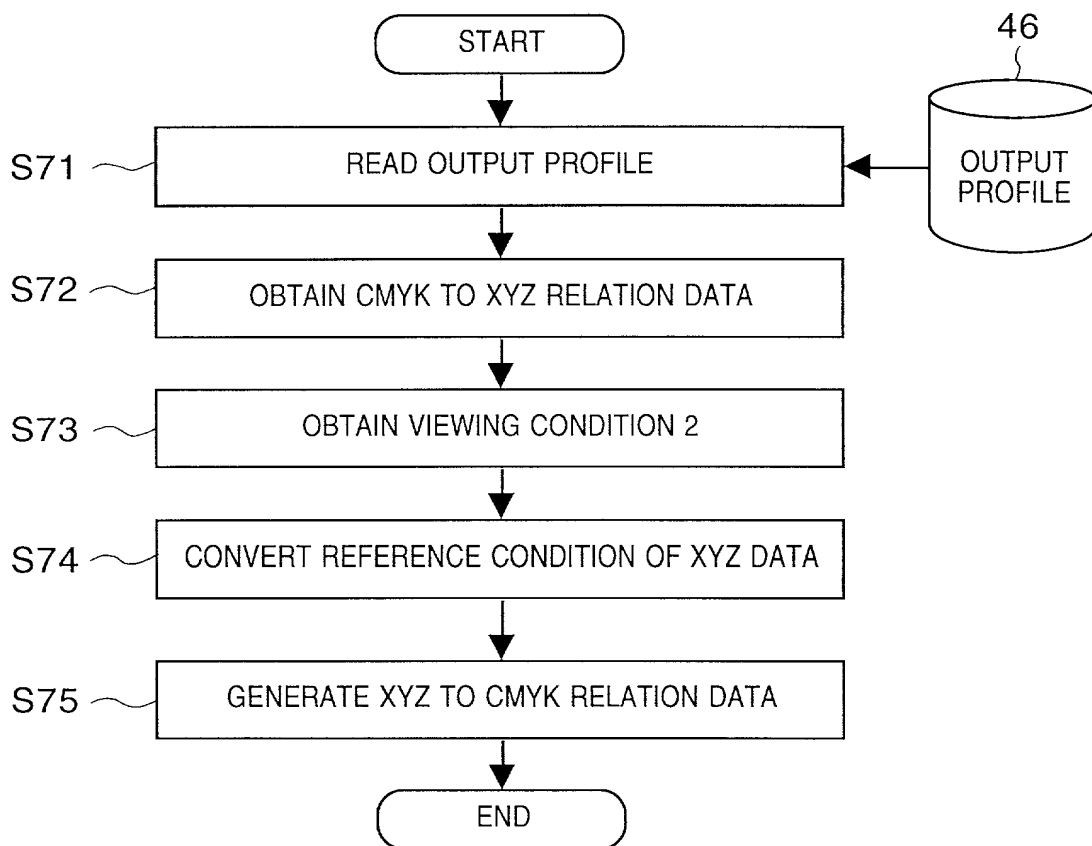 START
46
S71
READ OUTPUT PROFILE
OUTPUT
PROFILE
S72
OBTAIN CMYK TO XYZ RELATION DATA
S73
OBTAIN VIEWING CONDITION 2
S74
CONVERT REFERENCE CONDITION OF XYZ DATA
S75
GENERATE XYZ TO CMYK RELATION DATA
END